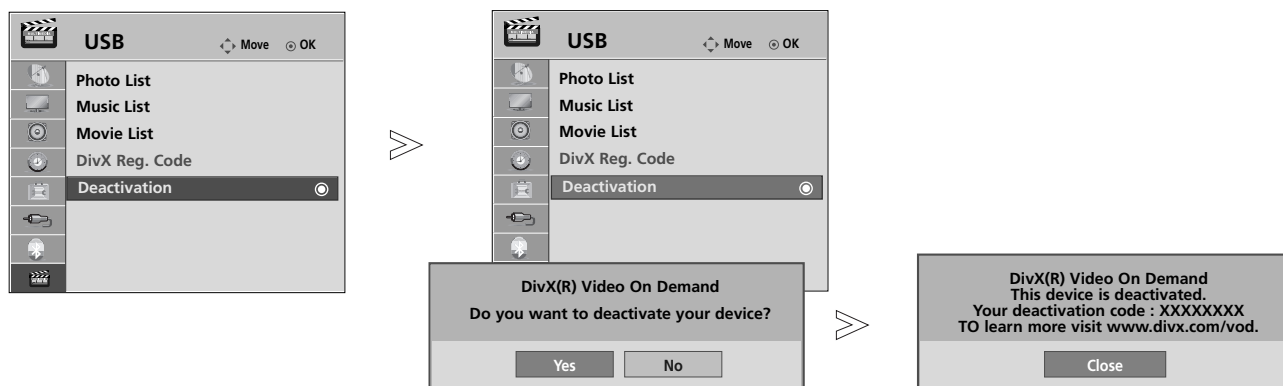 USB
Move
OK
Photo List
Music List
Movie List
DivX Reg. Code
Deactivation
USB
Move
OK
Photo List
Music List
Movie List
DivX Reg. Code
Deactivation
DivX(R) Video On Demand
Do you want to deactivate your device?
Yes
No
DivX(R) Video On Demand
This device is deactivated.
Your deactivation code : XXXXXXXX
TO learn more visit www.divx.com/vod.
Close